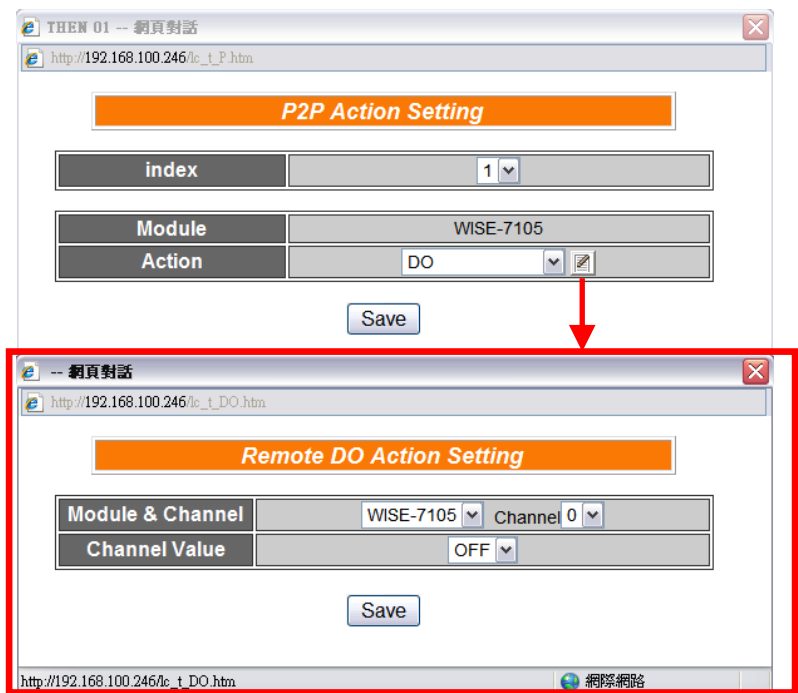 THEN 01 -- 網頁對話
http://192.168.100.246/lc_t_P.htm
P2P Action Setting
index 1
Module WISE-7105
Action DO
Save
-- 網頁對話
http://192.168.100.246/lc_t_DO.htm
Remote DO Action Setting
Module & Channel WISE-7105 Channel 0
Channel Value OFF
Save
http://192.168.100.246/lc_t_DO.htm 網際網路